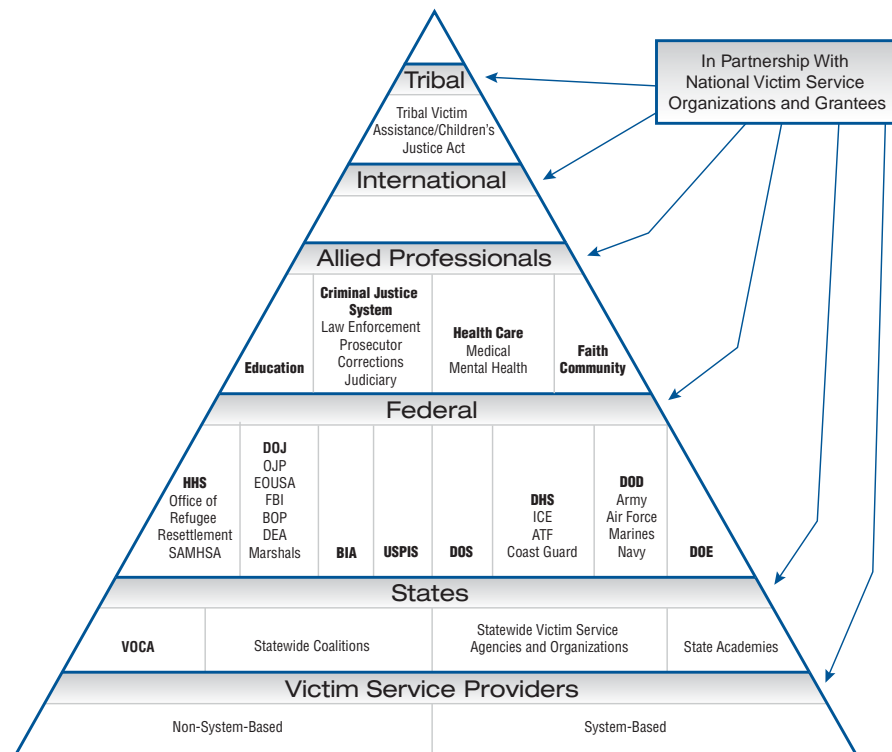 In Partnership With
National Victim Service
Organizations and Grantees
Tribal
Tribal Victim
Assistance/Children's
Justice Act
International
Allied Professionals
Education
Criminal Justice
System
Law Enforcement
Prosecutor
Corrections
Judiciary
Health Care
Medical
Mental Health
Faith
Community
Federal
HHS
Office of
Refugee
Resettlement
SAMHSA
DOJ
OJP
EOUSA
FBI
BOP
DEA
Marshals
BIA
USPIS
DOS
DHS
ICE
ATF
Coast Guard
DOD
Army
Air Force
Marines
Navy
DOE
States
VOCA
Statewide Coalitions
Statewide Victim Service
Agencies and Organizations
State Academies
Victim Service Providers
Non-System-Based
System-Based